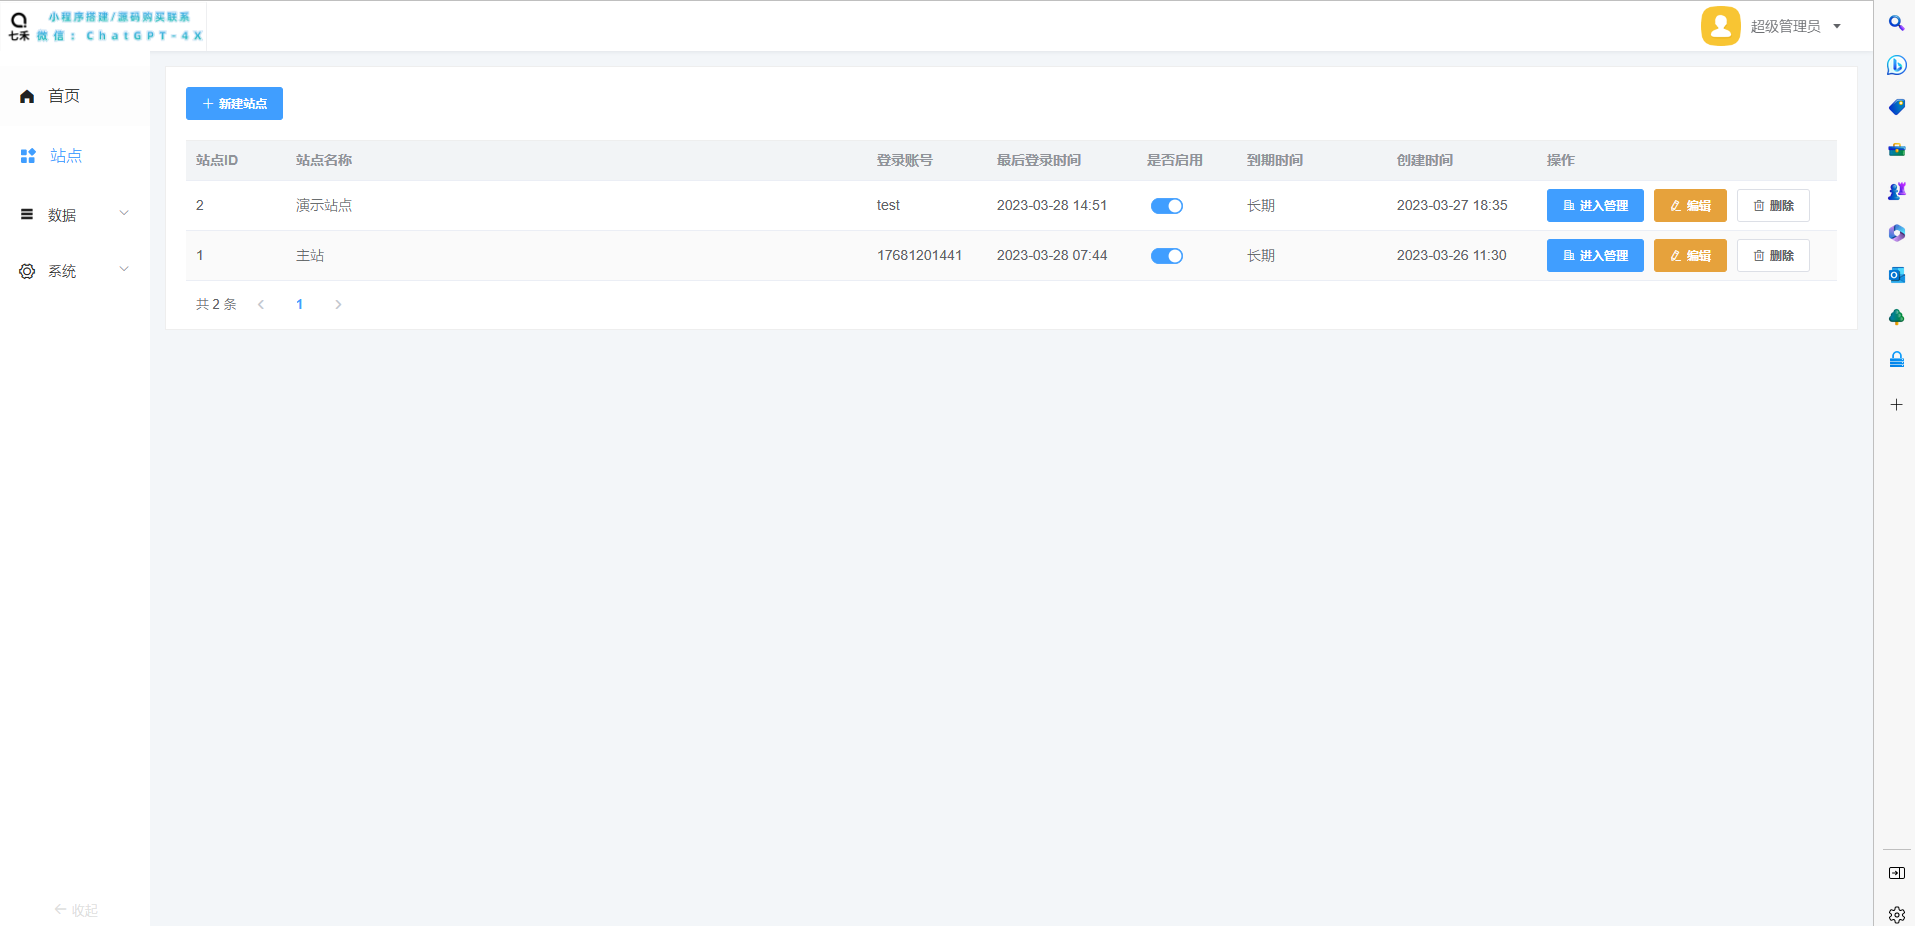 七禾
小程序搭建/源码购买联系
微信：ChatGPT-4X
超级管理员
首页
站点
数据
系统
收起
新建站点
站点ID 站点名称 登录账号 最后登录时间 是否启用 到期时间 创建时间 操作
2 演示站点 test 2023-03-28 14:51 长期 2023-03-27 18:35 进入管理 编辑 删除
1 主站 17681201441 2023-03-28 07:44 长期 2023-03-26 11:30 进入管理 编辑 删除
共 2 条 1